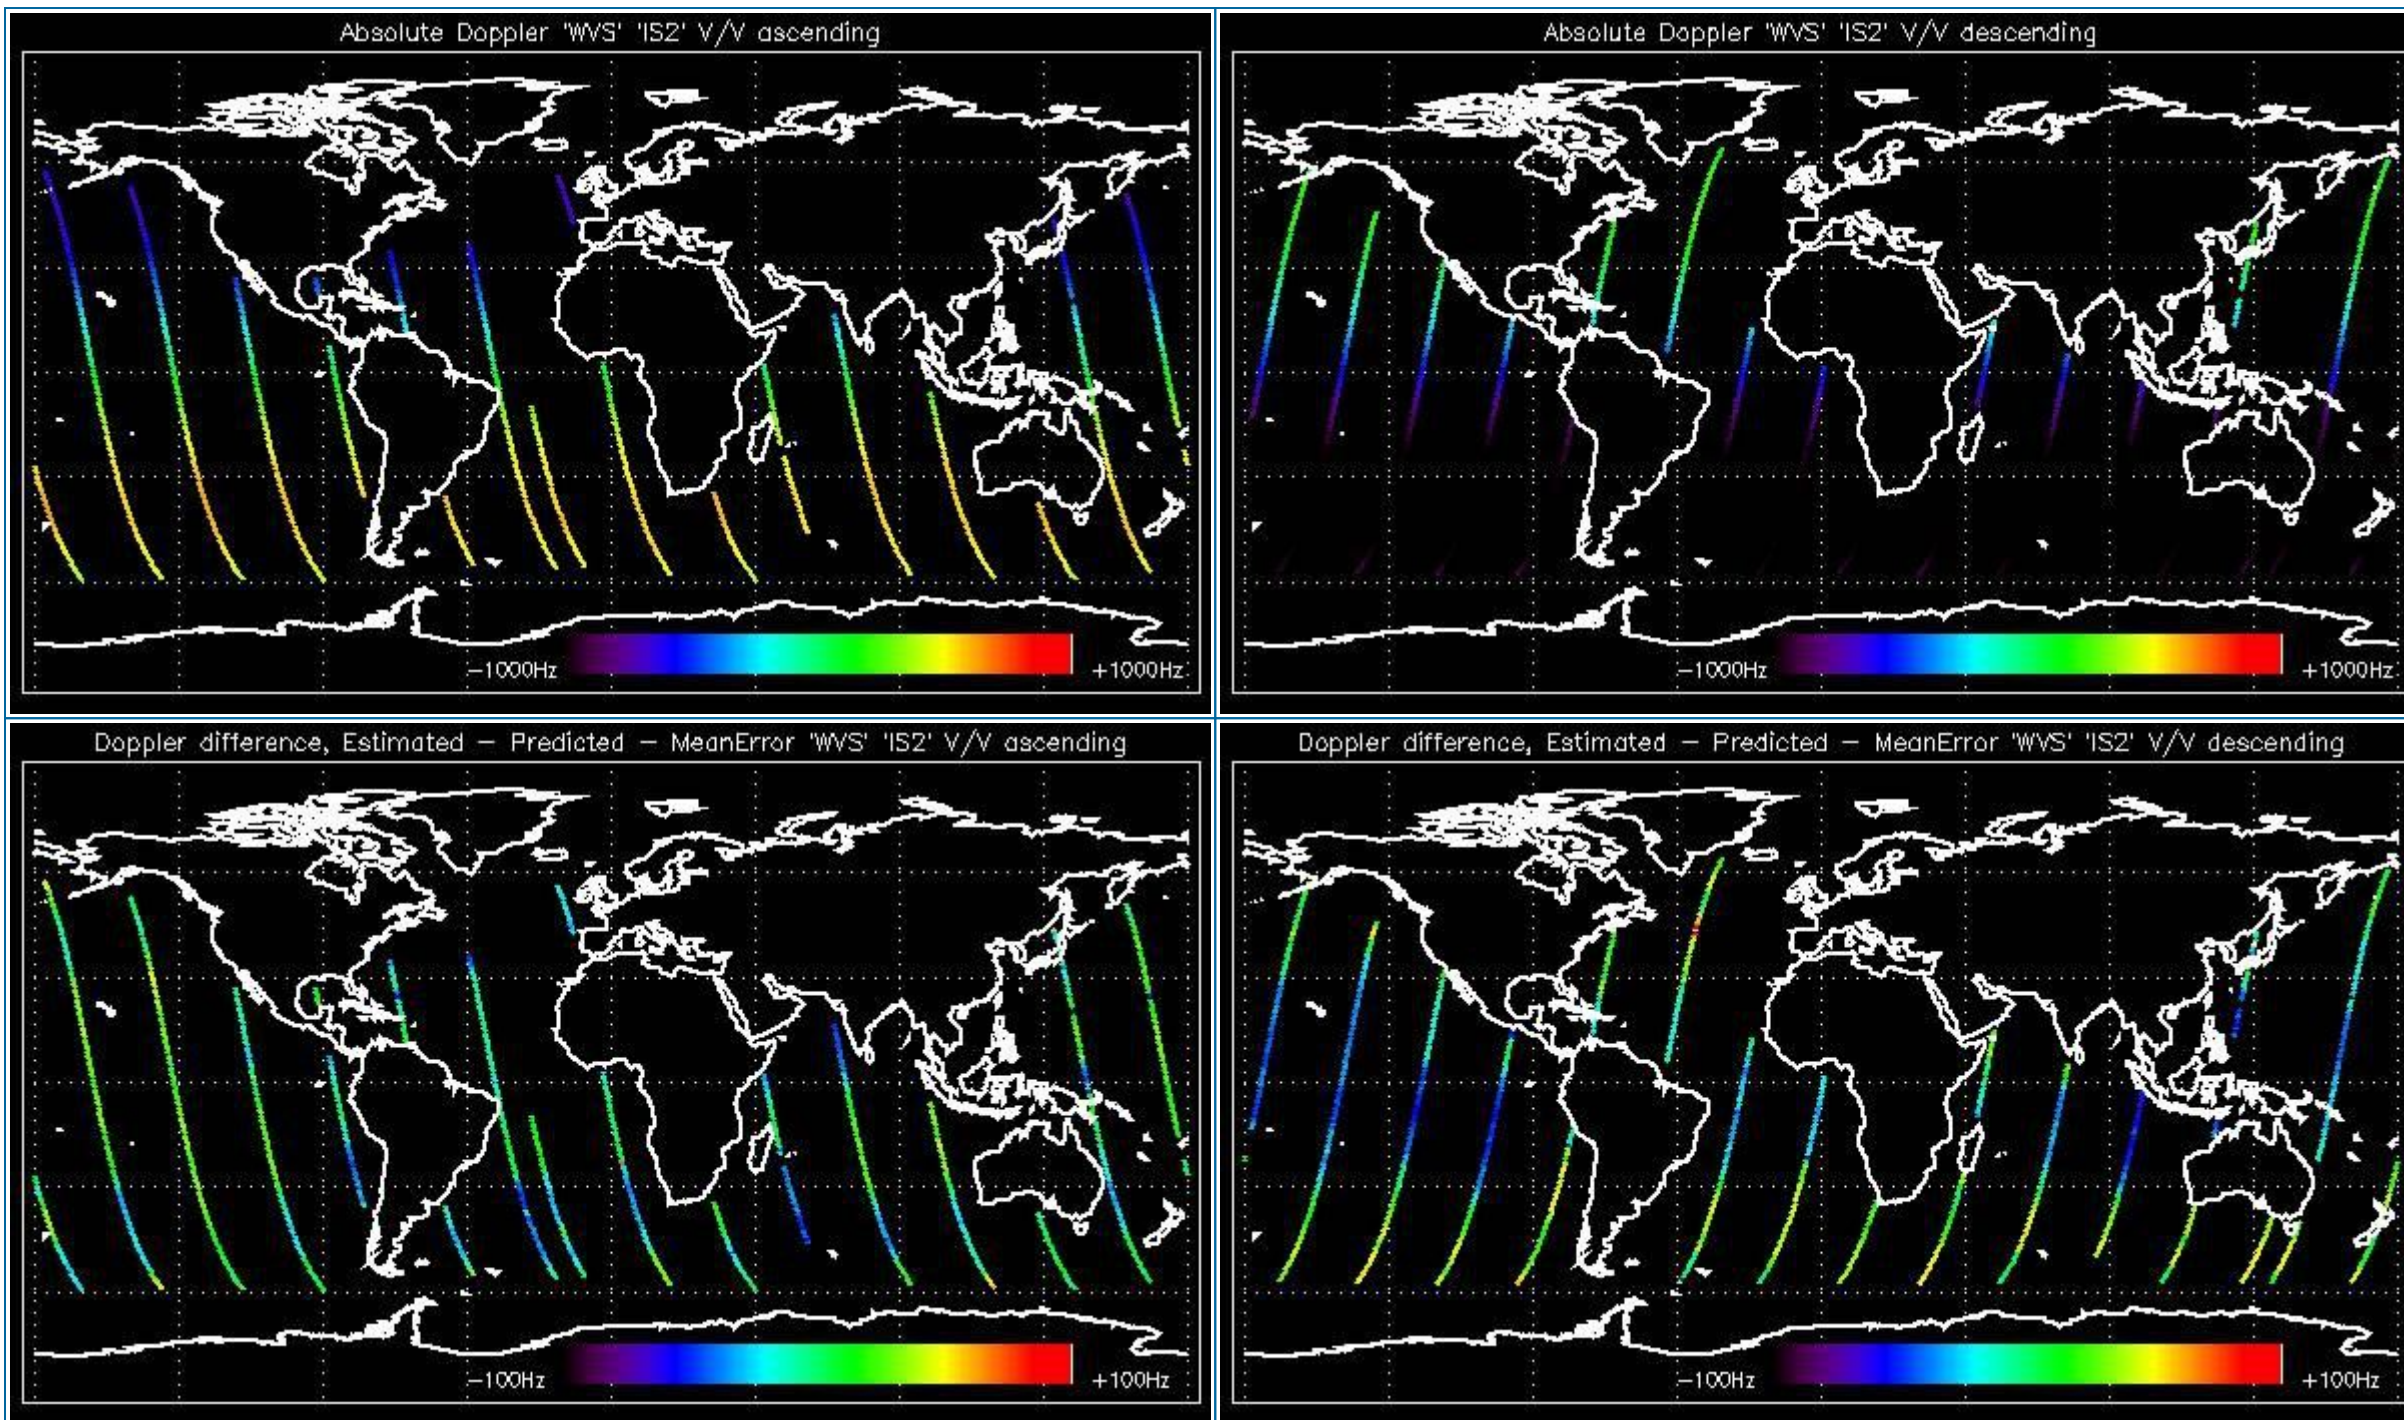 Absolute Doppler 'WVS' 'IS2' V/V ascending
-1000Hz
+1000Hz
Absolute Doppler 'WVS' 'IS2' V/V descending
-1000Hz
+1000Hz
Doppler difference, Estimated - Predicted - MeanError 'WVS' 'IS2' V/V ascending
-100Hz
+100Hz
Doppler difference, Estimated - Predicted - MeanError 'WVS' 'IS2' V/V descending
-100Hz
+100Hz